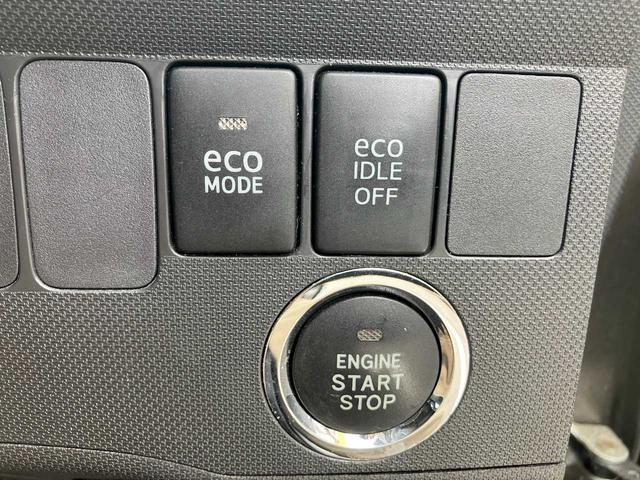 eco
MODE
eco
IDLE
OFF
ENGINE
START
STOP